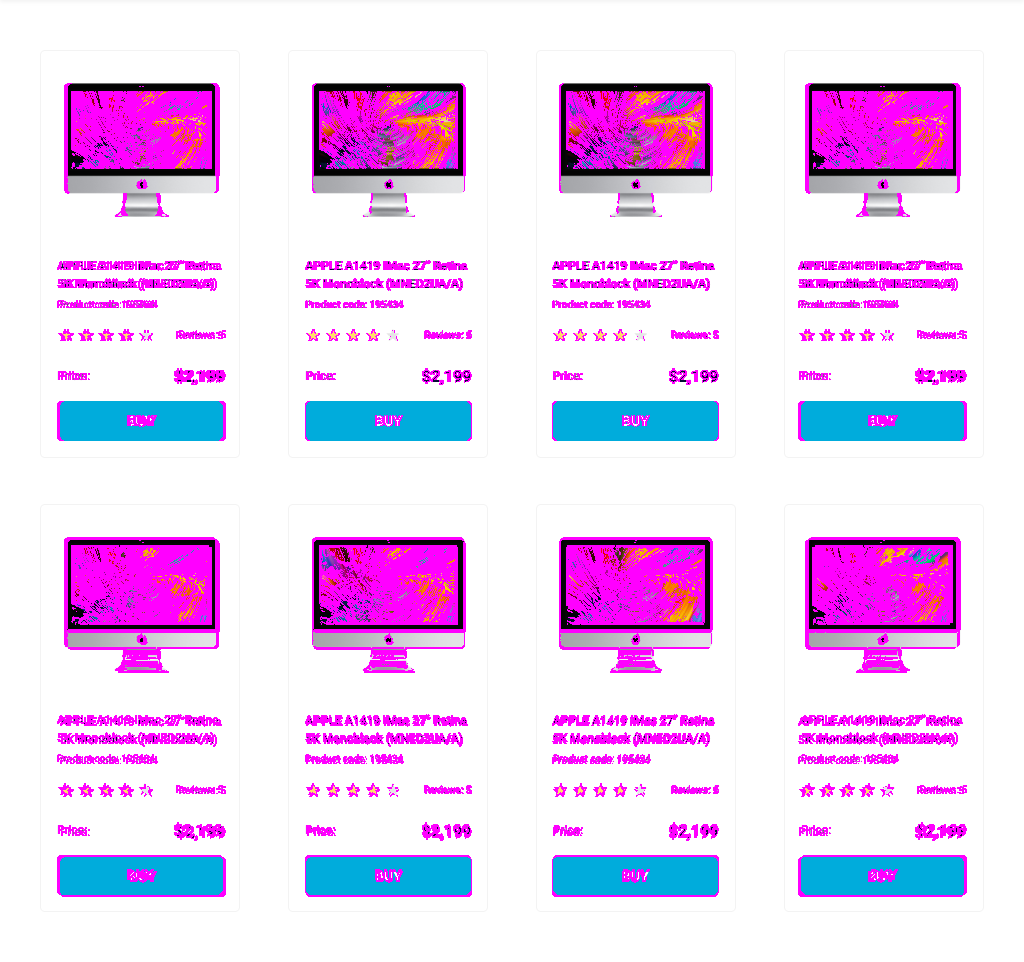 APPLE A1419 iMac 27" Retina
5K Monoblock (MNED2UA/A)
Product code: 195434
Reviews: 5
Price:
$2,199
BUY
APPLE A1419 iMac 27" Retina
5K Monoblock (MNED2UA/A)
Product code: 195434
Reviews: 5
Price:
$2,199
BUY
APPLE A1419 iMac 27" Retina
5K Monoblock (MNED2UA/A)
Product code: 195434
Reviews: 5
Price:
$2,199
BUY
APPLE A1419 iMac 27" Retina
5K Monoblock (MNED2UA/A)
Product code: 195434
Reviews: 5
Price:
$2,199
BUY
APPLE A1419 iMac 27" Retina
5K Monoblock (MNED2UA/A)
Product code: 195434
Reviews: 5
Price:
$2,199
BUY
APPLE A1419 iMac 27" Retina
5K Monoblock (MNED2UA/A)
Product code: 195434
Reviews: 5
Price:
$2,199
BUY
APPLE A1419 iMac 27" Retina
5K Monoblock (MNED2UA/A)
Product code: 195434
Reviews: 5
Price:
$2,199
BUY
APPLE A1419 iMac 27" Retina
5K Monoblock (MNED2UA/A)
Product code: 195434
Reviews: 5
Price:
$2,199
BUY